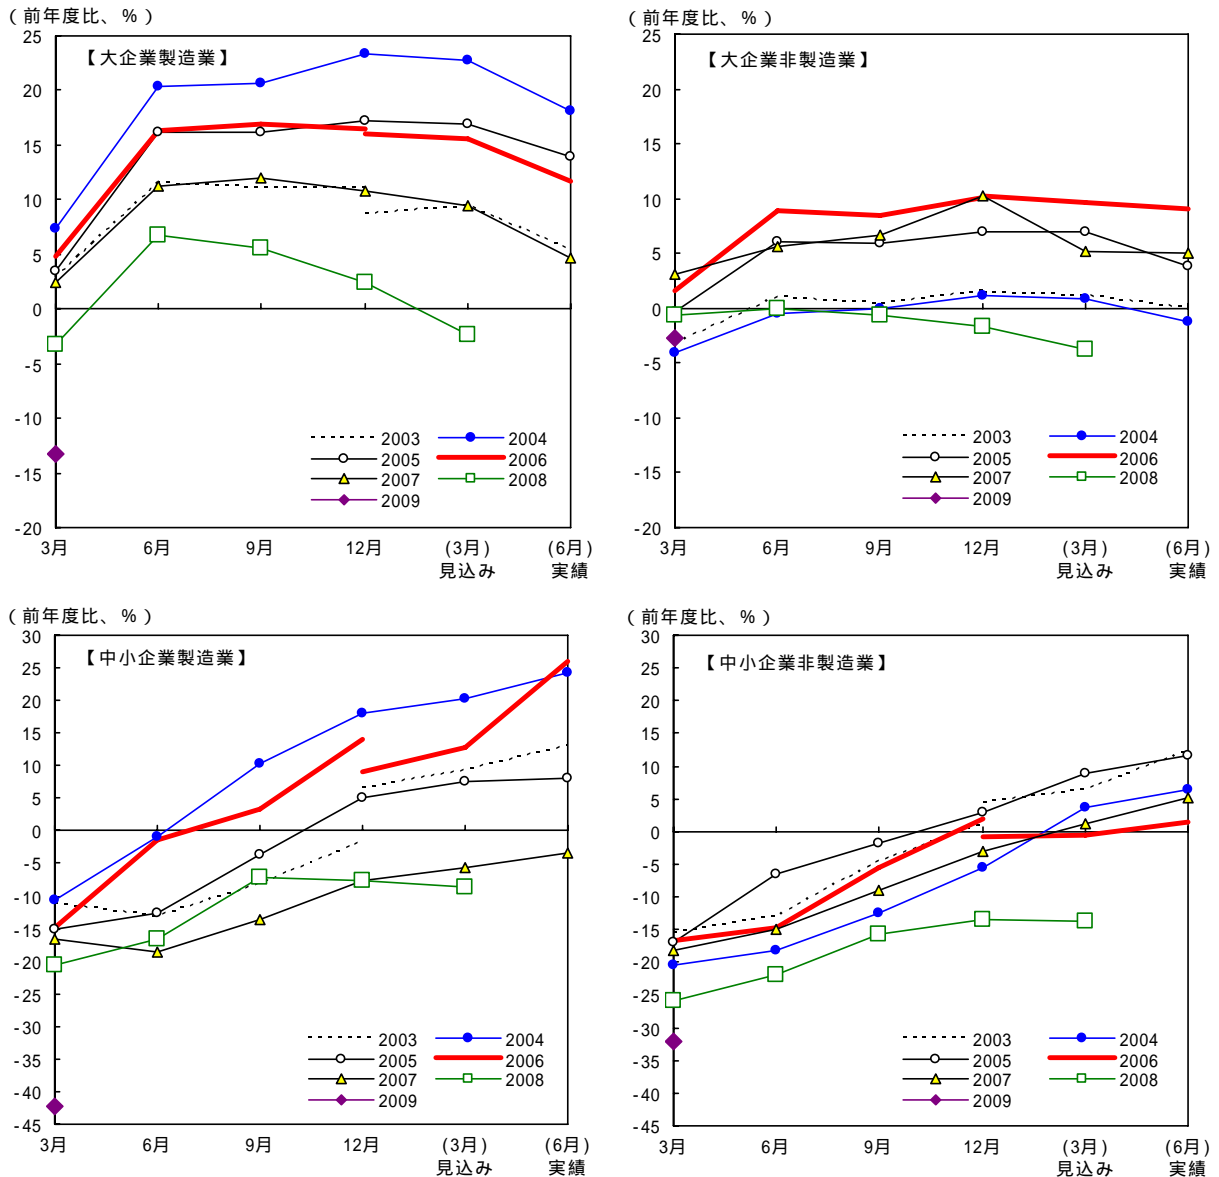 （前年度比、％）
【大企業製造業】
25
20
15
10
5
0
-5
-10
-15
-20
2003
2004
2005
2006
2007
2008
2009
3月
6月
9月
12月
(3月)
見込み
(6月)
実績
（前年度比、％）
【大企業非製造業】
25
20
15
10
5
0
-5
-10
-15
-20
2003
2004
2005
2006
2007
2008
2009
3月
6月
9月
12月
(3月)
見込み
(6月)
実績
（前年度比、％）
【中小企業製造業】
30
25
20
15
10
5
0
-5
-10
-15
-20
-25
-30
-35
-40
-45
2003
2004
2005
2006
2007
2008
2009
3月
6月
9月
12月
(3月)
見込み
(6月)
実績
（前年度比、％）
【中小企業非製造業】
30
25
20
15
10
5
0
-5
-10
-15
-20
-25
-30
-35
-40
-45
2003
2004
2005
2006
2007
2008
2009
3月
6月
9月
12月
(3月)
見込み
(6月)
実績